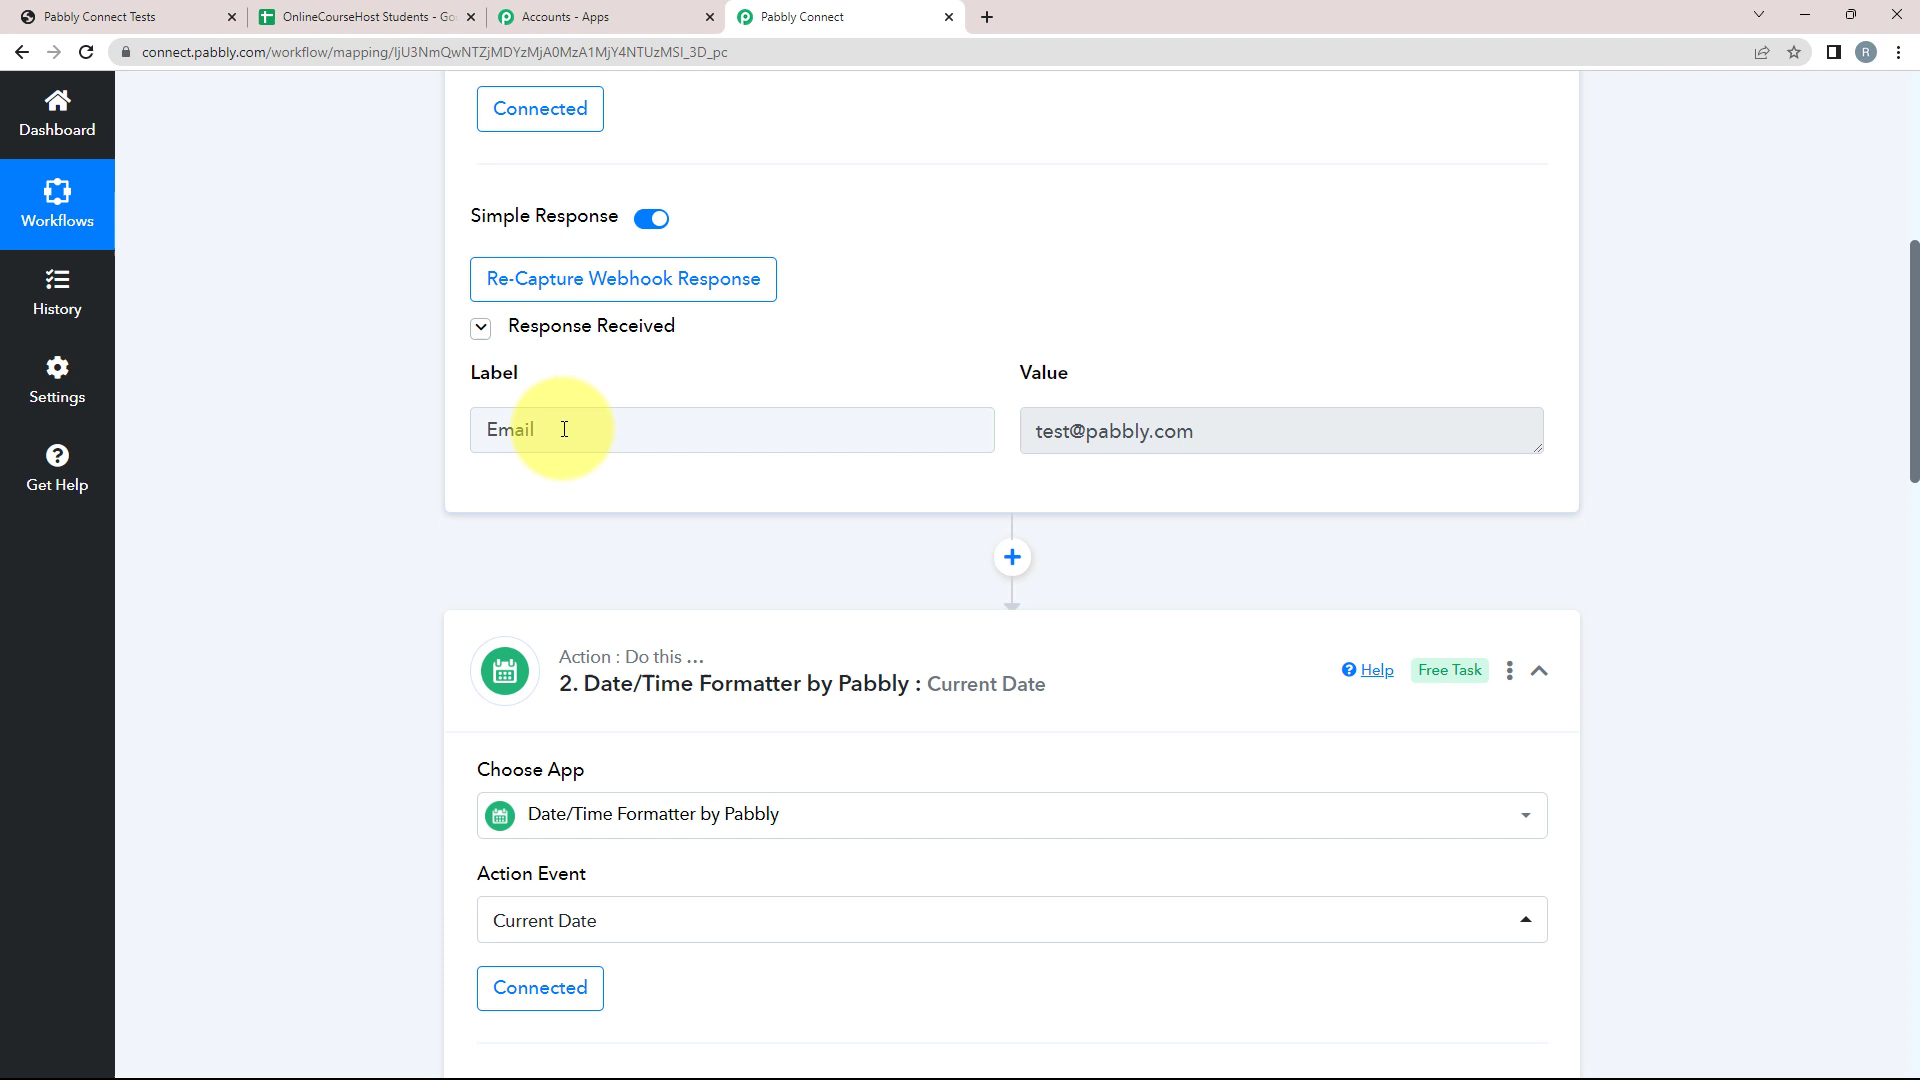 Pabbly Connect Tests
OnlineCourseHost Students - Go
Accounts - Apps
Pabbly Connect
connect.pabbly.com/workflow/mapping/IjU3NmQwNTZjMDYzMjA0MzA1MjY4NTUzMSI_3D_pc
R
Dashboard
Workflows
History
Settings
Get Help
Connected
Simple Response
Re-Capture Webhook Response
Response Received
Label
Value
Email
test@pabbly.com
Action : Do this ...
2. Date/Time Formatter by Pabbly : Current Date
Help
Free Task
Choose App
Date/Time Formatter by Pabbly
Action Event
Current Date
Connected